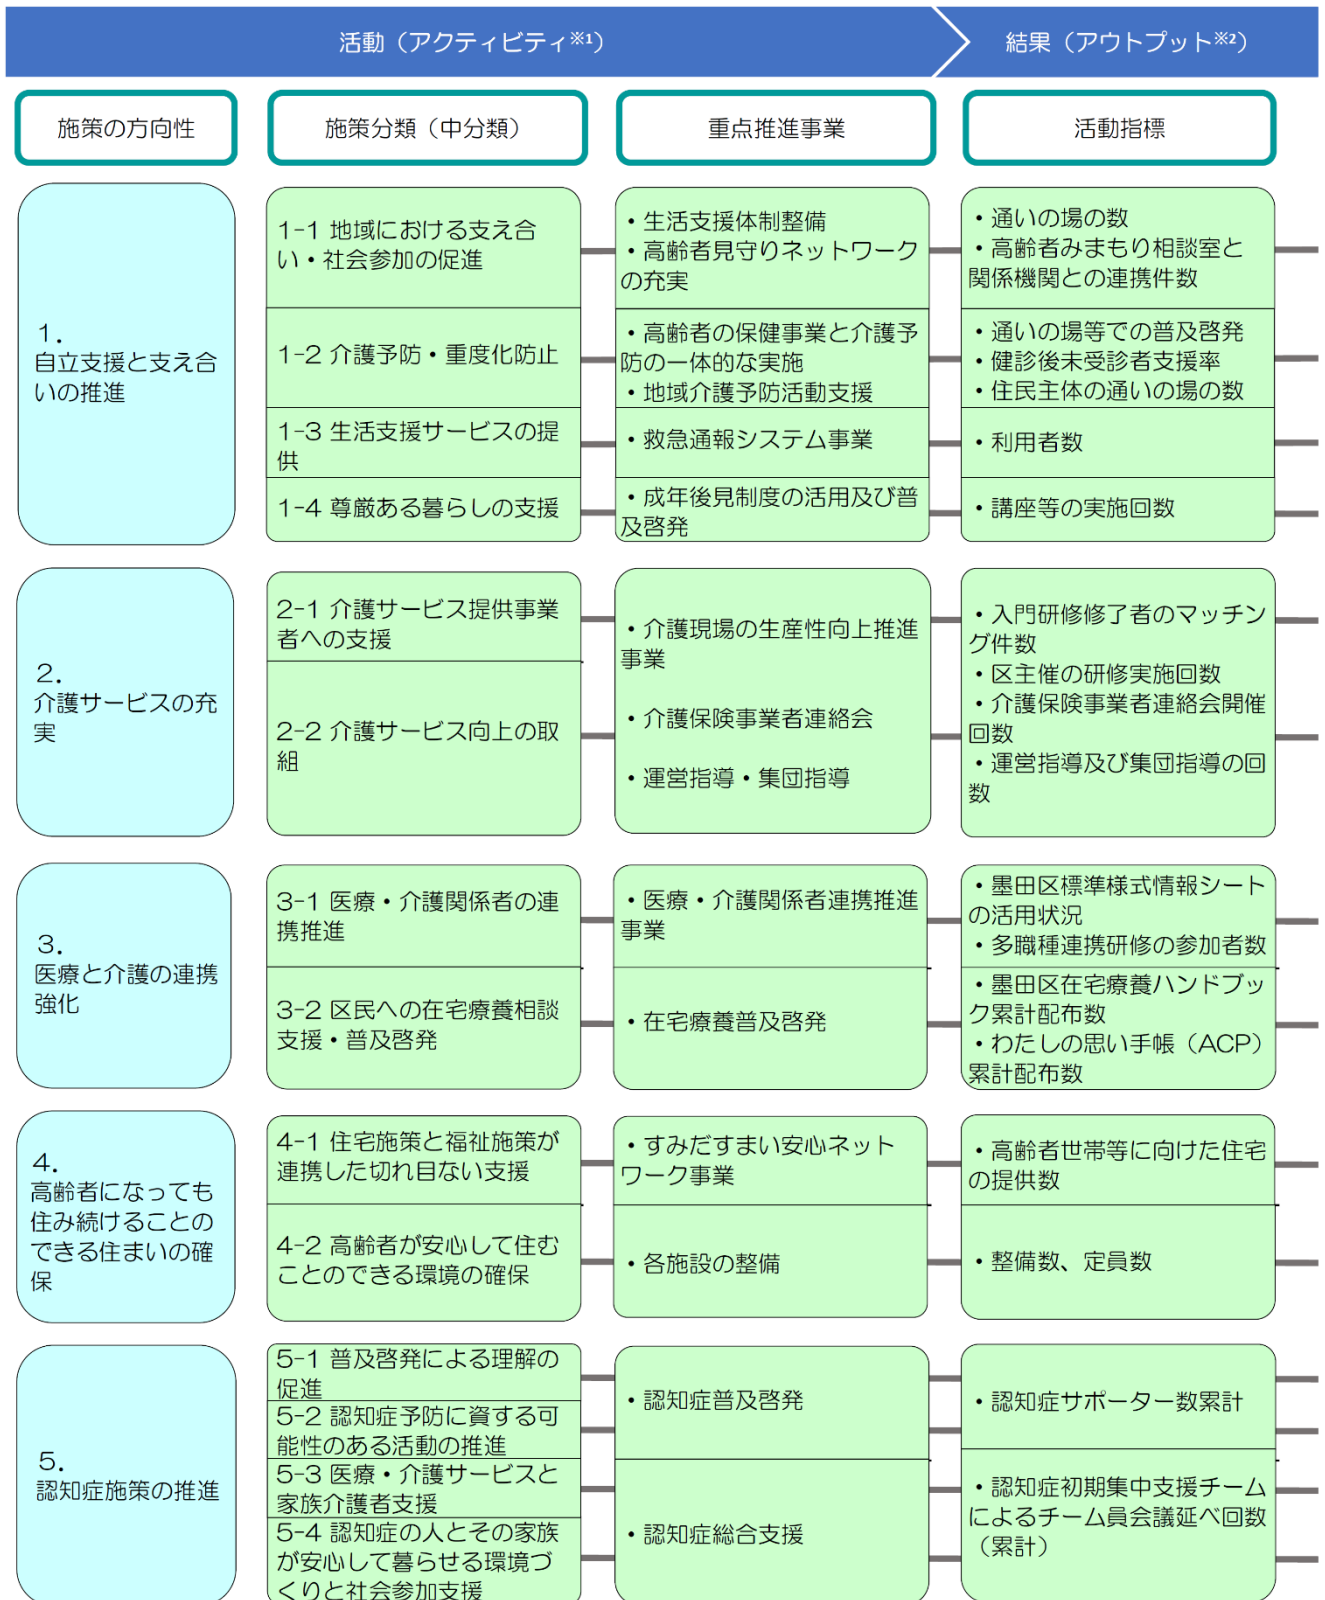 活動（アクティビティ※1）
結果（アウトプット※2）
施策の方向性
施策分類（中分類）
重点推進事業
活動指標
1．
自立支援と支え合
いの推進
1-1 地域における支え合
い・社会参加の促進
・生活支援体制整備
・高齢者見守りネットワーク
の充実
・通いの場の数
・高齢者みまもり相談室と
関係機関との連携件数
1-2 介護予防・重度化防止
・高齢者の保健事業と介護予
防の一体的な実施
・地域介護予防活動支援
・通いの場等での普及啓発
・健診後未受診者支援率
・住民主体の通いの場の数
1-3 生活支援サービスの提
供
・救急通報システム事業
・利用者数
1-4 尊厳ある暮らしの支援
・成年後見制度の活用及び普
及啓発
・講座等の実施回数
2．
介護サービスの充
実
2-1 介護サービス提供事業
者への支援
2-2 介護サービス向上の取
組
・介護現場の生産性向上推進
事業
・介護保険事業者連絡会
・運営指導・集団指導
・入門研修修了者のマッチン
グ件数
・区主催の研修実施回数
・介護保険事業者連絡会開催
回数
・運営指導及び集団指導の回
数
3．
医療と介護の連携
強化
3-1 医療・介護関係者の連
携推進
・医療・介護関係者連携推進
事業
・墨田区標準様式情報シート
の活用状況
・多職種連携研修の参加者数
3-2 区民への在宅療養相談
支援・普及啓発
・在宅療養普及啓発
・墨田区在宅療養ハンドブッ
ク累計配布数
・わたしの思い手帳（ACP）
累計配布数
4．
高齢者になっても
住み続けることの
できる住まいの確
保
4-1 住宅施策と福祉施策が
連携した切れ目ない支援
・すみだすまい安心ネット
ワーク事業
・高齢者世帯等に向けた住宅
の提供数
4-2 高齢者が安心して住む
ことのできる環境の確保
・各施設の整備
・整備数、定員数
5．
認知症施策の推進
5-1 普及啓発による理解の
促進
5-2 認知症予防に資する可
能性のある活動の推進
・認知症普及啓発
・認知症サポーター数累計
5-3 医療・介護サービスと
家族介護者支援
5-4 認知症の人とその家族
が安心して暮らせる環境づ
くりと社会参加支援
・認知症総合支援
・認知症初期集中支援チーム
によるチーム員会議延べ回数
（累計）